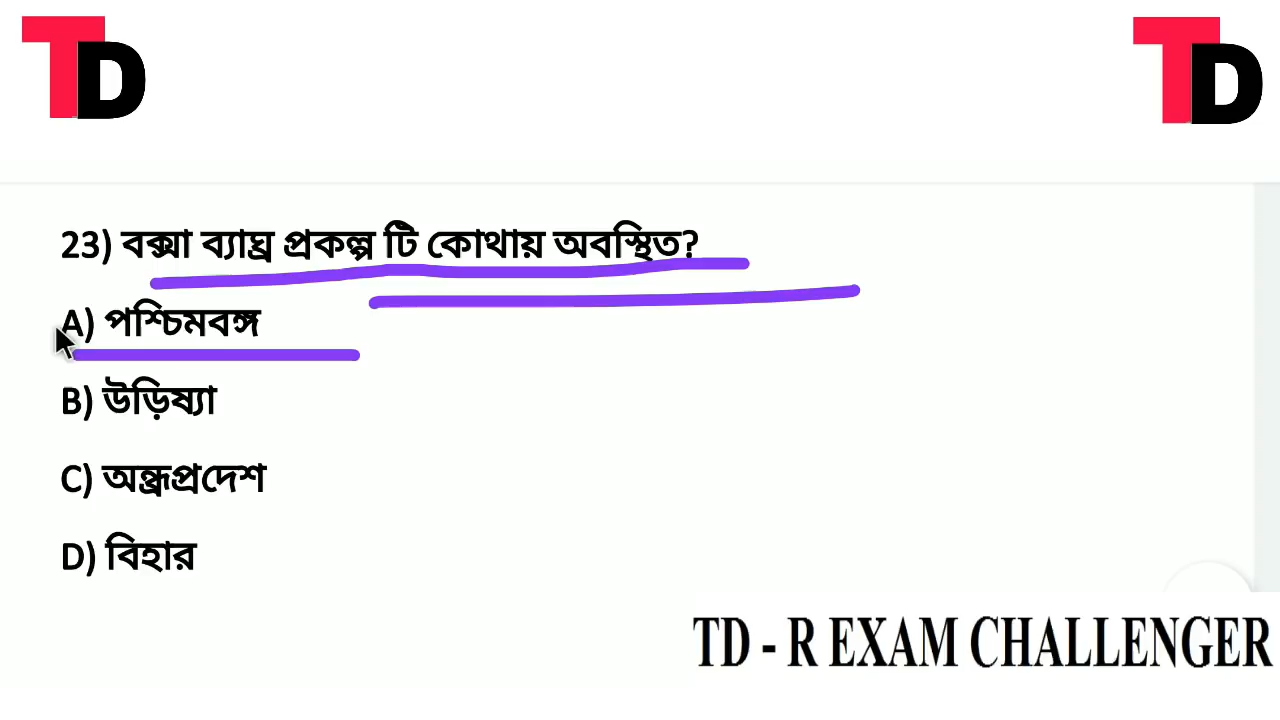 TD TD
23) বক্সা ব্যাঘ্র প্রকল্প টি কোথায় অবস্থিত?
A) পশ্চিমবঙ্গ
B) উড়িষ্যা
C) অন্ধ্রপ্রদেশ
D) বিহার
TD - R EXAM CHALLENGER